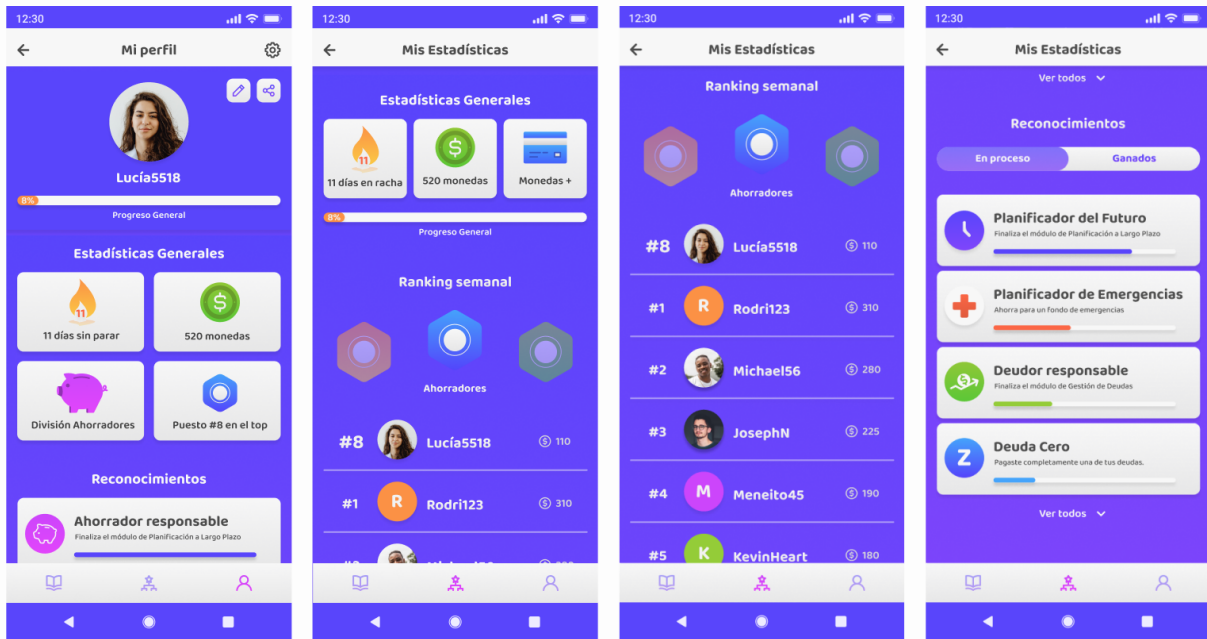 12:30
Mi perfil
Lucía5518
8%
Progreso General
Estadísticas Generales
11
11 días sin parar
520 monedas
División Ahorradores
Puesto #8 en el top
Reconocimientos
Ahorrador responsable
Finaliza el módulo de Planificación a Largo Plazo
12:30
Mis Estadísticas
Estadísticas Generales
11
11 días en racha
520 monedas
Monedas +
8%
Progreso General
Ranking semanal
Ahorradores
#8 Lucía5518 110
#1 R Rodri123 310
12:30
Mis Estadísticas
Ranking semanal
Ahorradores
#8 Lucía5518 110
#1 R Rodri123 310
#2 Michael56 280
#3 JosephN 225
#4 M Meneito45 190
#5 K KevinHeart 180
12:30
Mis Estadísticas
Ver todos
Reconocimientos
En proceso
Ganados
Planificador del Futuro
Finaliza el módulo de Planificación a Largo Plazo
Planificador de Emergencias
Ahorra para un fondo de emergencias
Deudor responsable
Finaliza el módulo de Gestión de Deudas
Z
Deuda Cero
Pagaste completamente una de tus deudas.
Ver todos